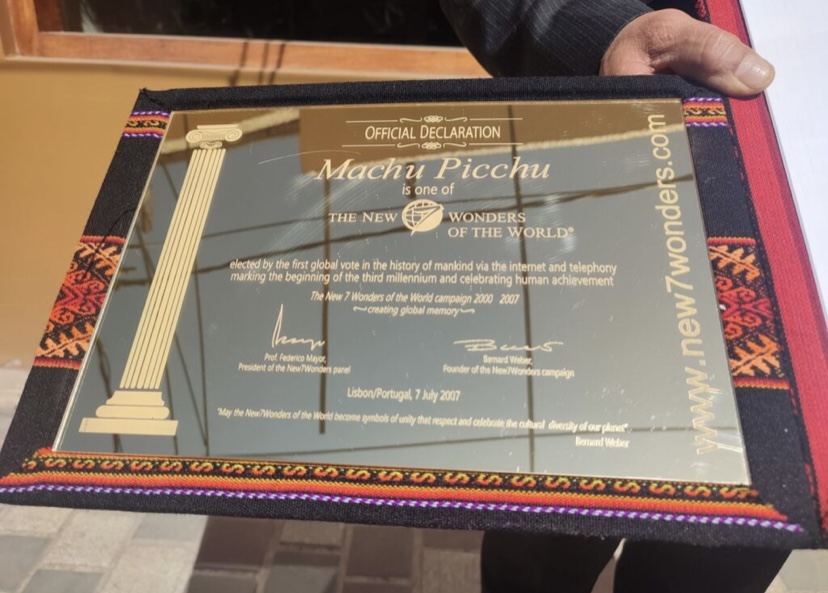 OFFICIAL DECLARATION
Machu Picchu
is one of
THE NEW 7 WONDERS
OF THE WORLD®
elected by the first global vote in the history of mankind via the internet and telephony
marking the beginning of the third millennium and celebrating human achievement
The New 7 Wonders of the World campaign 2000 2007
~creating global memory~
Prof. Federico Mayor,
President of the New7Wonders panel
Bernard Weber,
Founder of the New7Wonders campaign
Lisbon/Portugal, 7 July 2007
"May the New7Wonders of the World become symbols of unity that respect and celebrate the cultural diversity of our planet"
Bernard Weber
www.new7wonders.com